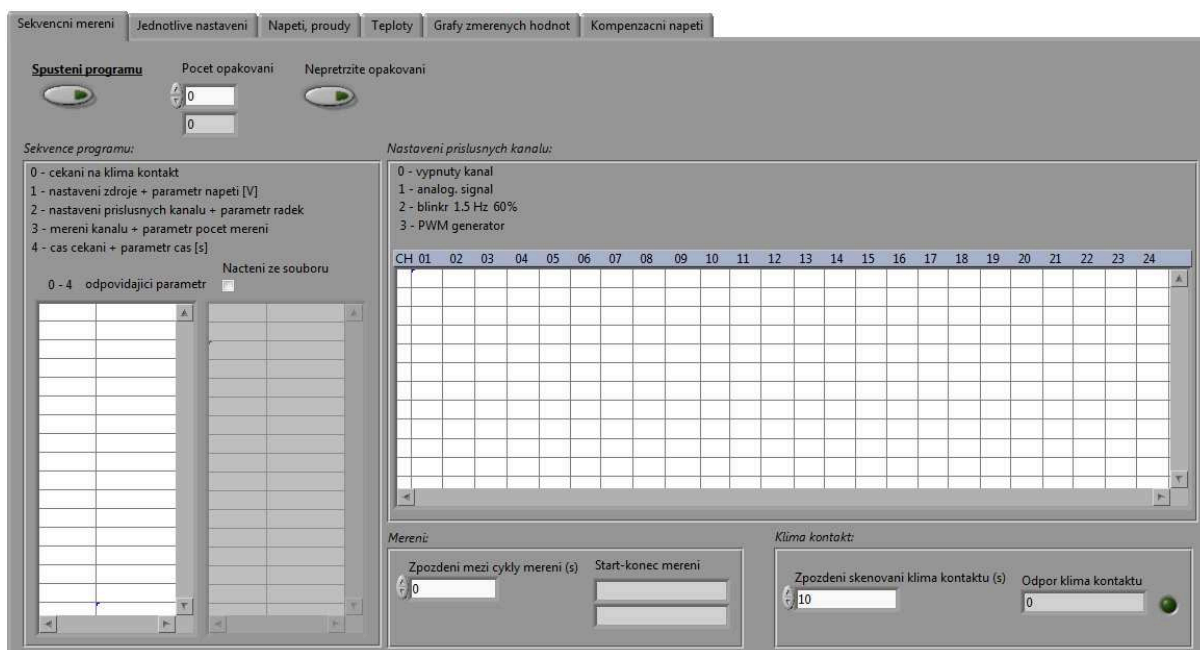 Sekvencni mereni Jednotlive nastaveni Napeti, proudy Teploty Grafy zmerenych hodnot Kompenzacni napeti
Spusteni programu Pocet opakovani Nepretrzite opakovani
0
0
Sekvence programu:
0 - cekani na klima kontakt
1 - nastaveni zdroje + parametr napeti [V]
2 - nastaveni prislusnych kanalu + parametr radek
3 - mereni kanalu + parametr pocet mereni
4 - cas cekani + parametr cas [s]
Nacteni ze souboru
0 - 4 odpovidajici parametr
Nastaveni prislusnych kanalu:
0 - vypnuty kanal
1 - analog. signal
2 - blinkr 1.5 Hz 60%
3 - PWM generator
CH 01 02 03 04 05 06 07 08 09 10 11 12 13 14 15 16 17 18 19 20 21 22 23 24
Mereni:
Zpozdeni mezi cykly mereni (s) Start-konec mereni
0
Klima kontakt:
Zpozdeni skenovani klima kontaktu (s) Odpor klima kontaktu
10 0